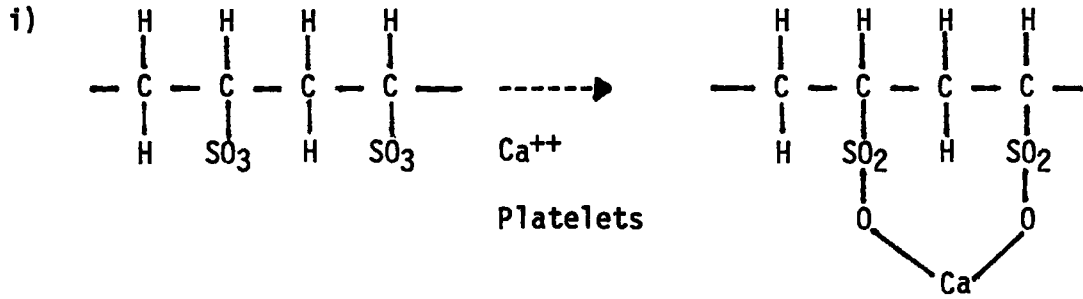 i) H H H H H H H H
— C — C — C — C — ------► — C — C — C — C —
H SO3 H SO3 Ca++ H SO2 H SO2
Platelets O O
Ca